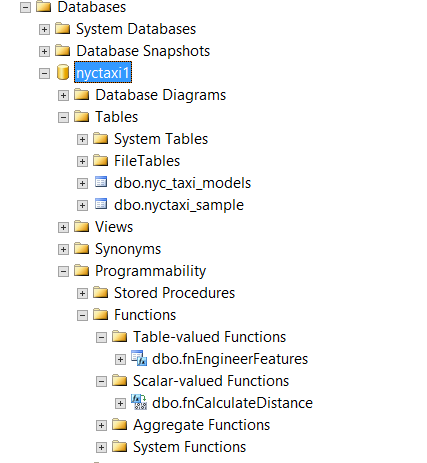 Databases
System Databases
Database Snapshots
nyctaxi1
Database Diagrams
Tables
System Tables
FileTables
dbo.nyc_taxi_models
dbo.nyctaxi_sample
Views
Synonyms
Programmability
Stored Procedures
Functions
Table-valued Functions
dbo.fnEngineerFeatures
Scalar-valued Functions
dbo.fnCalculateDistance
Aggregate Functions
System Functions